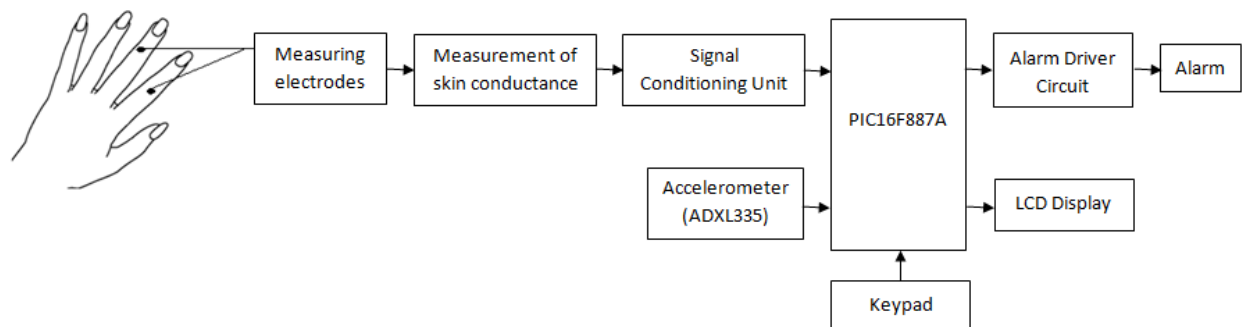 Measuring
electrodes
Measurement of
skin conductance
Signal
Conditioning Unit
PIC16F887A
Alarm Driver
Circuit
Alarm
Accelerometer
(ADXL335)
LCD Display
Keypad